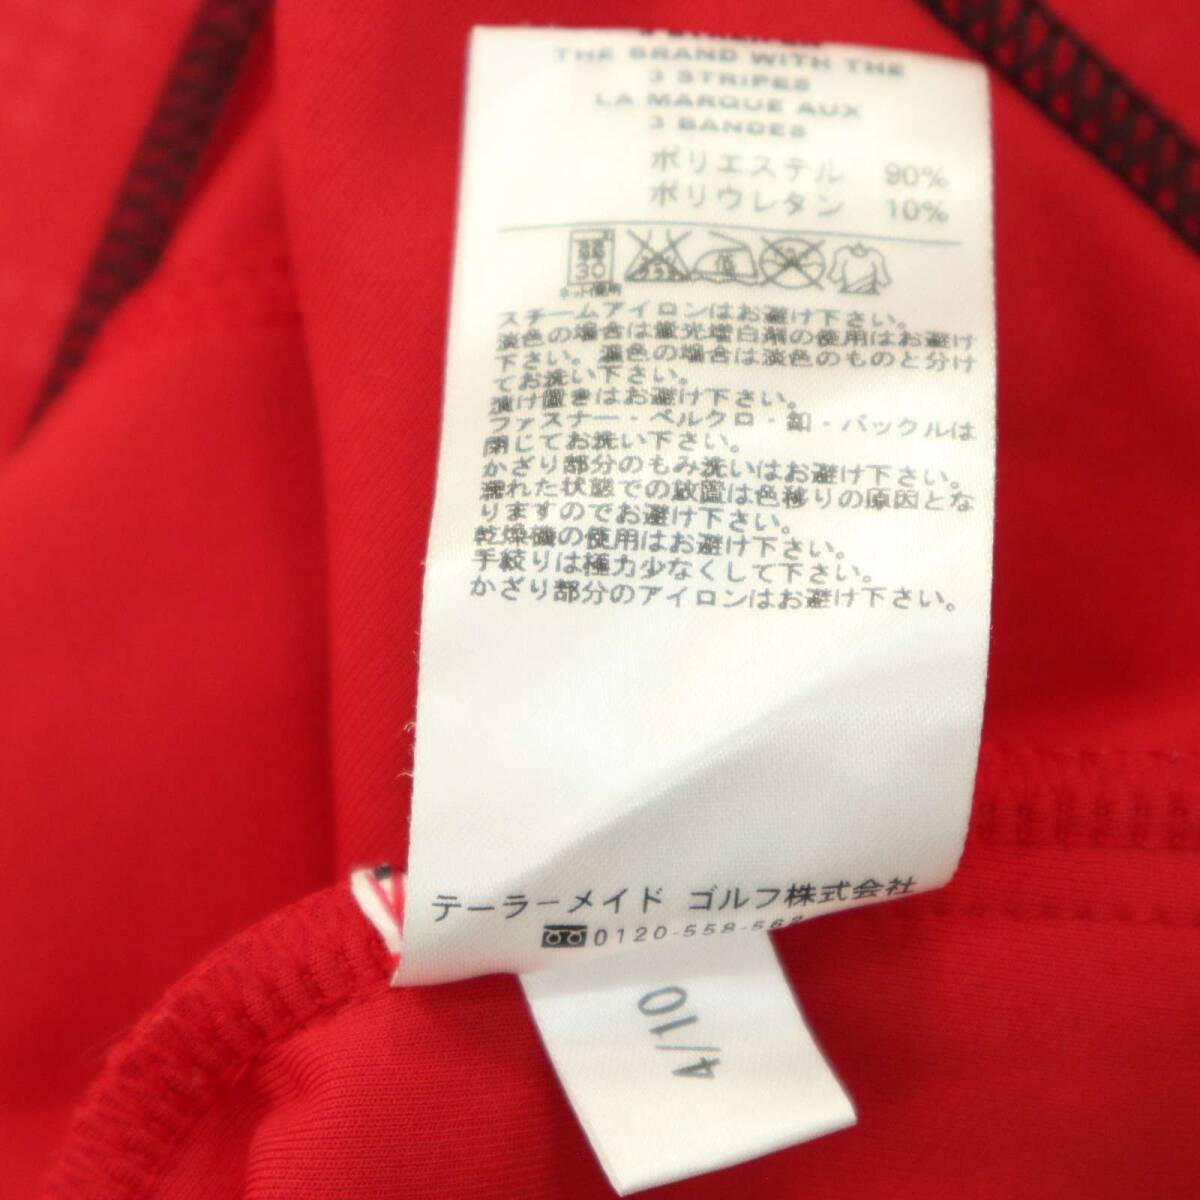 THE BRAND WITH THE
3 STRIPES
LA MARQUE AUX
3 BANDES
ポリエステル 90%
ポリウレタン 10%
30
ネット使用
低
スチームアイロンはお避け下さい。
淡色の場合は蛍光増白剤の使用はお避け
下さい。濃色の場合は淡色のものと分け
てお洗い下さい。
漬け置きはお避け下さい。
ファスナー・ベルクロ・釦・バックルは
閉じてお洗い下さい。
かざり部分のもみ洗いはお避け下さい。
濡れた状態での放置は色移りの原因とな
りますのでお避け下さい。
乾燥機の使用はお避け下さい。
手絞りは極力少なくして下さい。
かざり部分のアイロンはお避け下さい。
テーラーメイド ゴルフ株式会社
0120-558-562
4/10